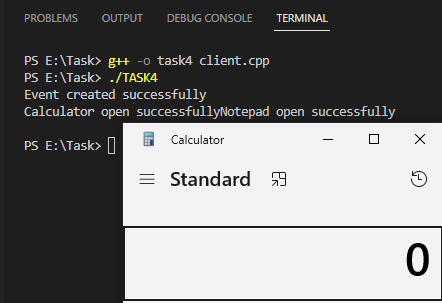 PROBLEMS OUTPUT DEBUG CONSOLE TERMINAL
PS E:\Task> g++ -o task4 client.cpp
PS E:\Task> ./TASK4
Event created successfully
Calculator open successfullyNotepad open successfully
PS E:\Task>
Calculator
Standard
0